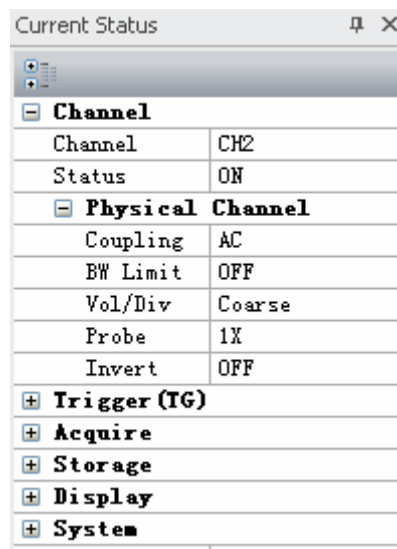 Current Status
Channel
Channel CH2
Status ON
Physical Channel
Coupling AC
BW Limit OFF
Vol/Div Coarse
Probe 1X
Invert OFF
Trigger(TG)
Acquire
Storage
Display
System